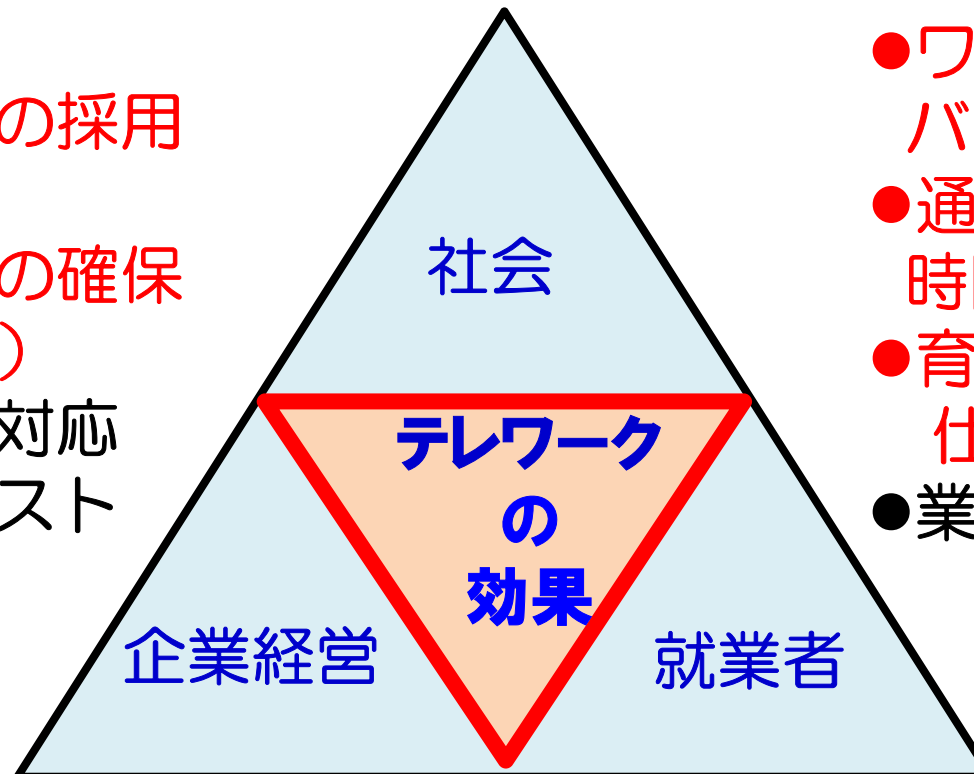 の採用
の確保
）
対応
スト
社会
テレワーク
の
効果
企業経営
就業者
●ワ
バ
●通
時
●育
仕
●業